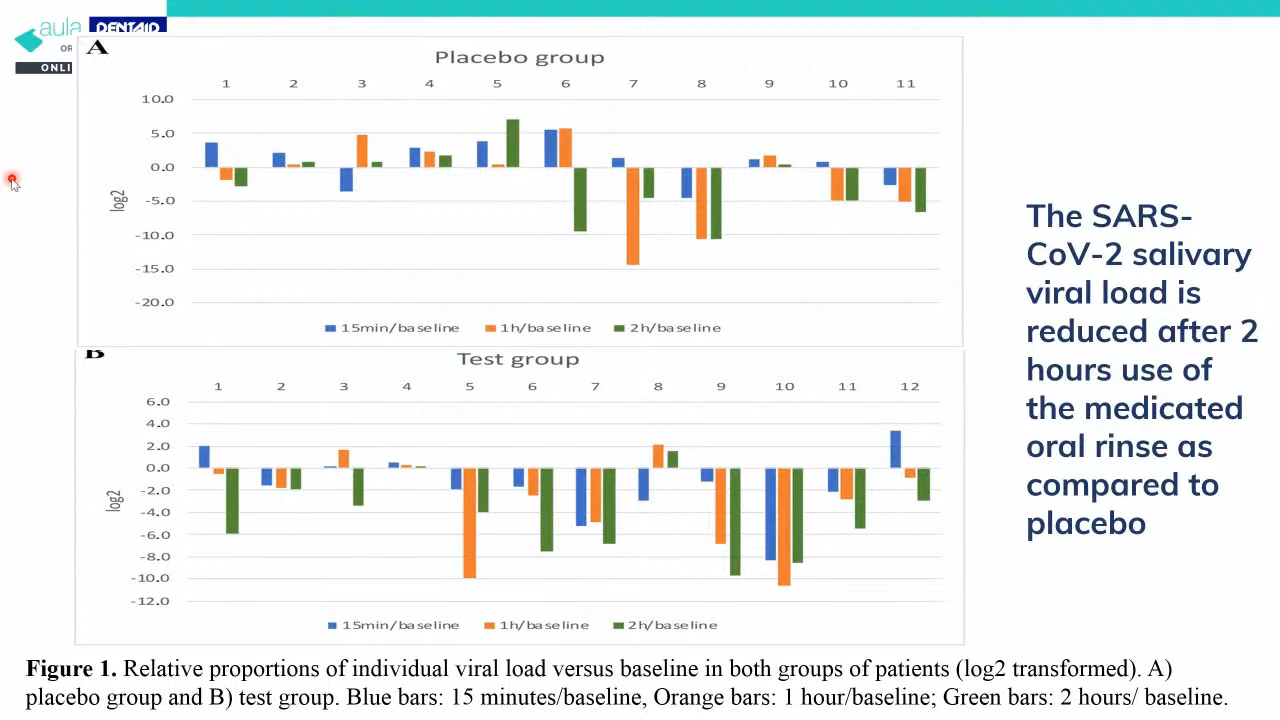 aula
DENTAID
OR
ONLI
A
Placebo group
1 2 3 4 5 6 7 8 9 10 11
10.0
5.0
0.0
-5.0
-10.0
-15.0
-20.0
log2
15min/baseline 1h/baseline 2h/baseline
B
Test group
1 2 3 4 5 6 7 8 9 10 11 12
6.0
4.0
2.0
0.0
-2.0
-4.0
-6.0
-8.0
-10.0
-12.0
log2
15min/baseline 1h/baseline 2h/baseline
The SARS-
CoV-2 salivary
viral load is
reduced after 2
hours use of
the medicated
oral rinse as
compared to
placebo
Figure 1. Relative proportions of individual viral load versus baseline in both groups of patients (log2 transformed). A)
placebo group and B) test group. Blue bars: 15 minutes/baseline, Orange bars: 1 hour/baseline; Green bars: 2 hours/ baseline.